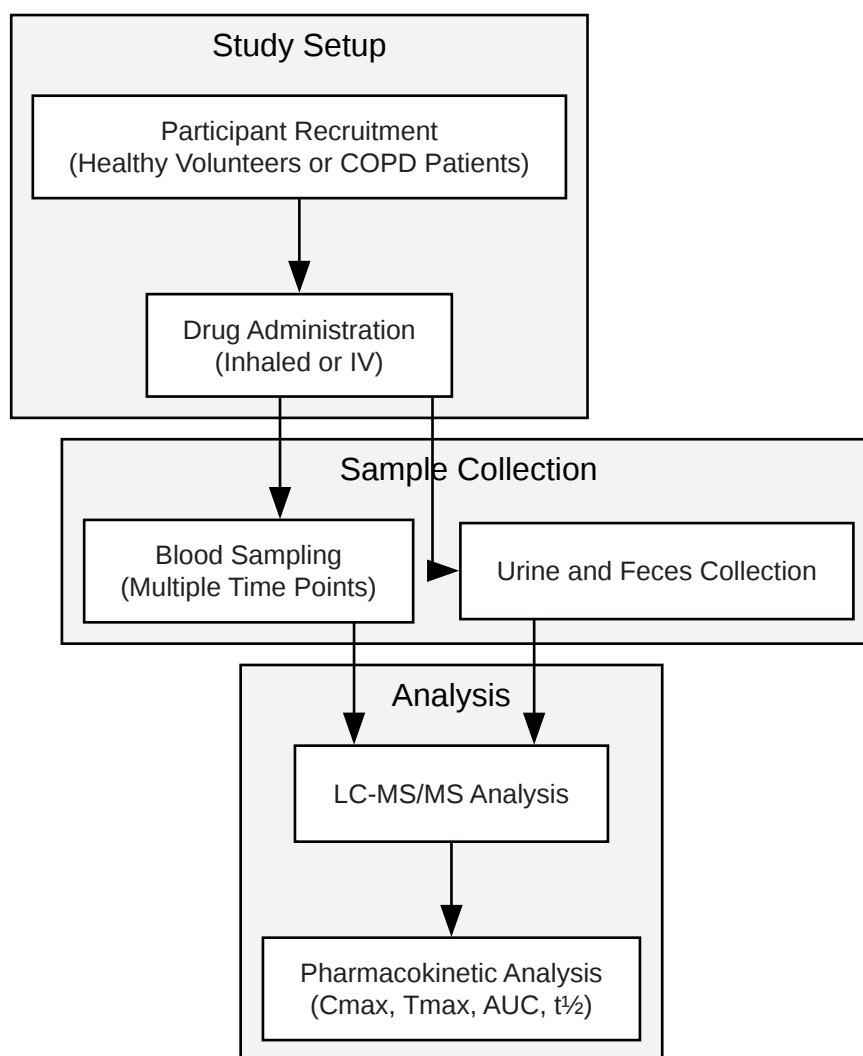 Study Setup
Participant Recruitment
(Healthy Volunteers or COPD Patients)
Drug Administration
(Inhaled or IV)
Sample Collection
Blood Sampling
(Multiple Time Points)
Urine and Feces Collection
Analysis
LC-MS/MS Analysis
Pharmacokinetic Analysis
(Cmax, Tmax, AUC, t½)